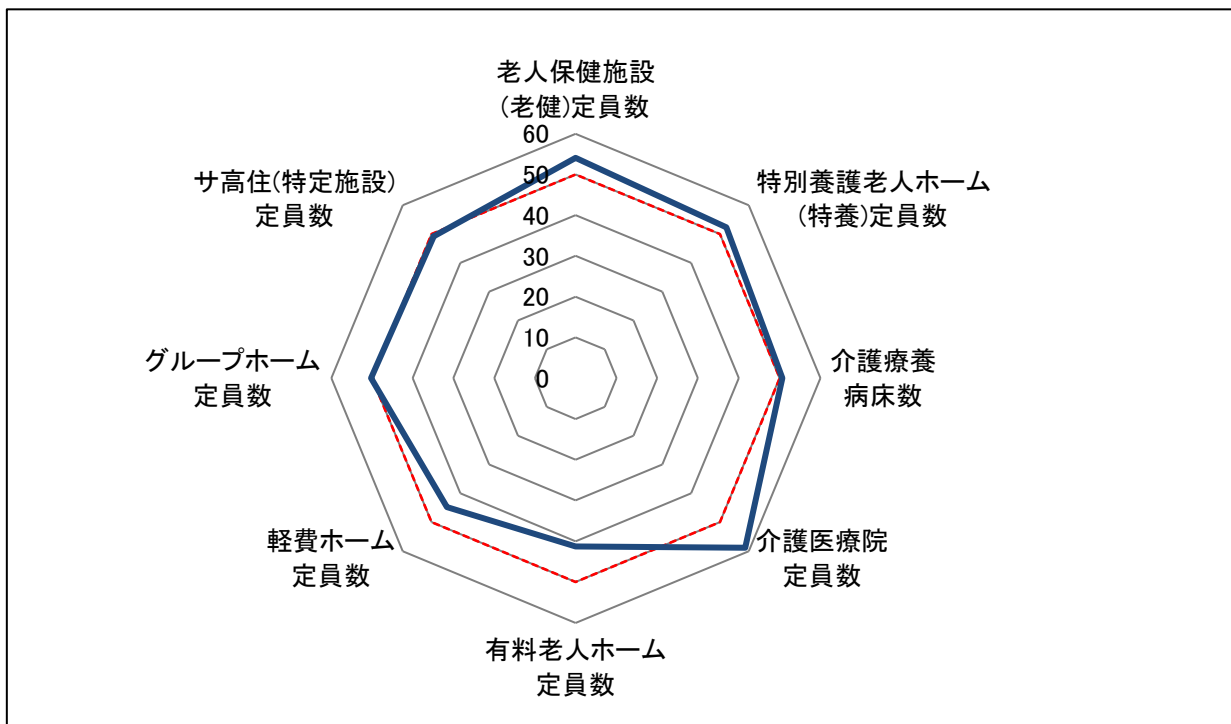 老人保健施設
(老健)定員数
特別養護老人ホーム
(特養)定員数
介護療養
病床数
介護医療院
定員数
有料老人ホーム
定員数
軽費ホーム
定員数
グループホーム
定員数
サ高住(特定施設)
定員数
60
50
40
30
20
10
0